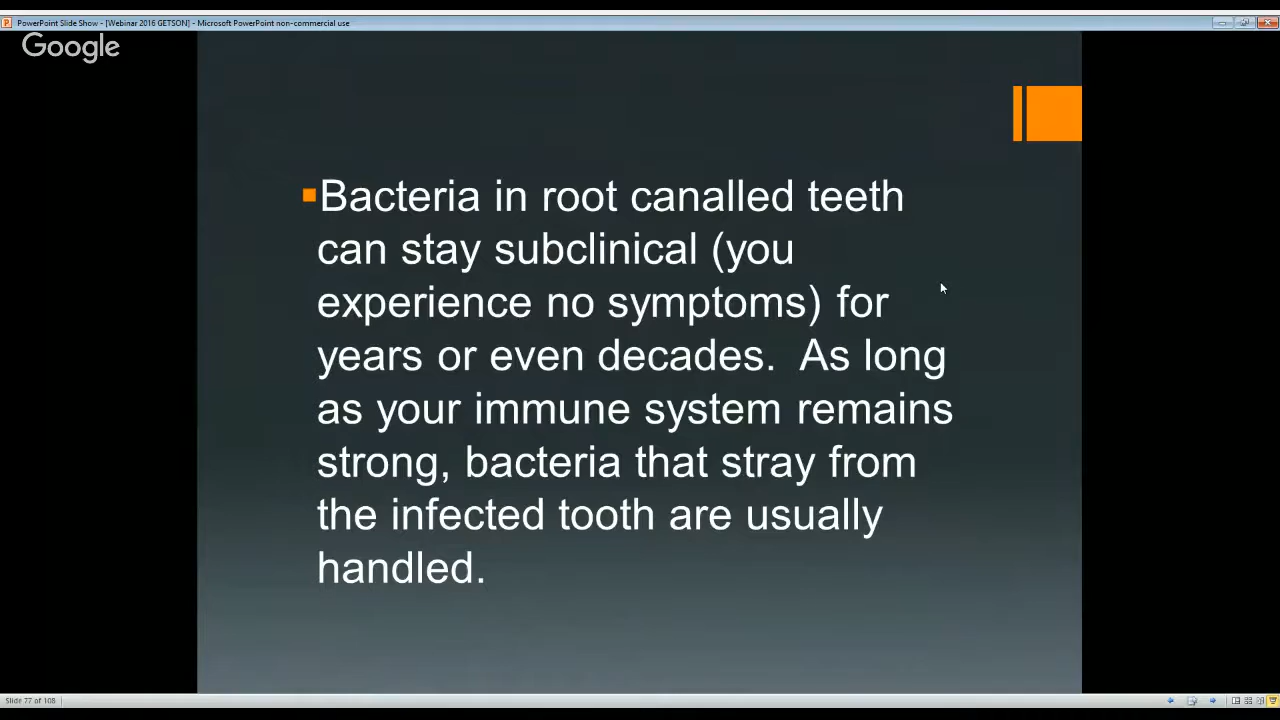 PowerPoint Slide Show - [Webinar 2016 GETSON] - Microsoft PowerPoint non-commercial use
Google
Bacteria in root canalled teeth
can stay subclinical (you
experience no symptoms) for
years or even decades.  As long
as your immune system remains
strong, bacteria that stray from
the infected tooth are usually
handled.
Slide 77 of 108